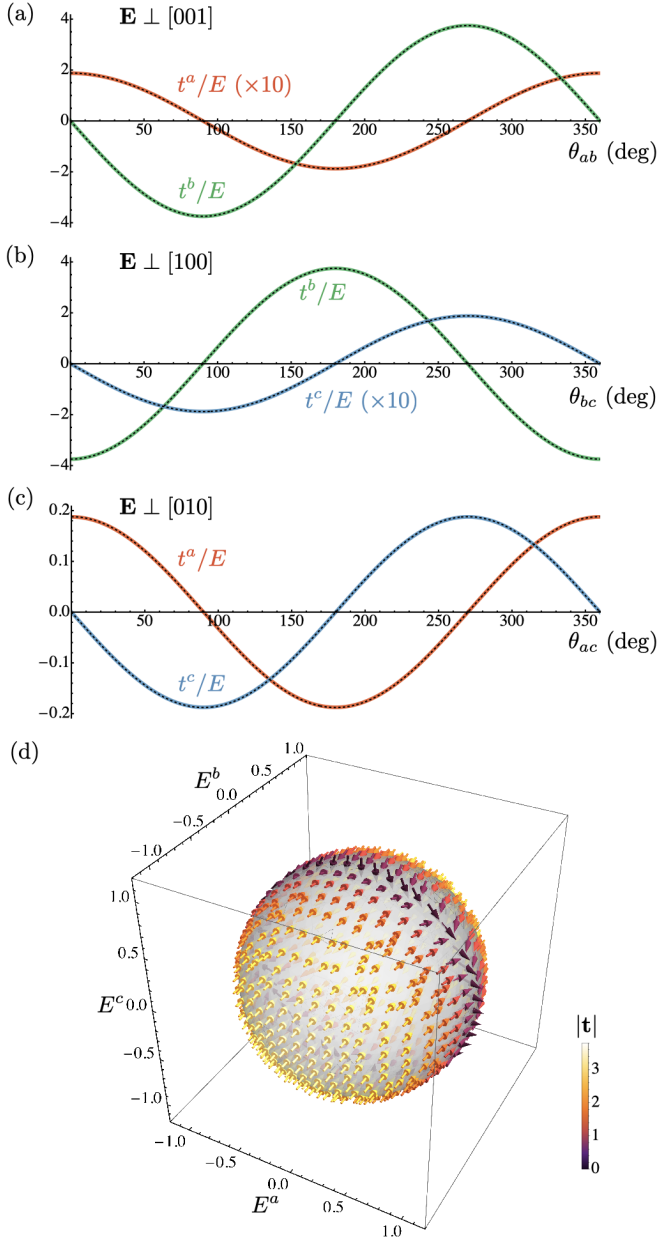 (a)
E ⊥ [001]
4
2
0
−2
−4
50 100 150 200 250 300 350
t^a/E (×10)
t^b/E
θ_ab (deg)
(b)
E ⊥ [100]
4
2
0
−2
−4
50 100 150 200 250 300 350
t^b/E
t^c/E (×10)
θ_bc (deg)
(c)
E ⊥ [010]
0.2
0.1
0.0
−0.1
−0.2
50 100 150 200 250 300 350
t^a/E
t^c/E
θ_ac (deg)
(d)
E^b
1.0
0.5
0.0
−0.5
−1.0
E^c
1.0
0.5
0.0
−0.5
−1.0
E^a
−1.0
−0.5
0.0
0.5
1.0
|t|
3
2
1
0